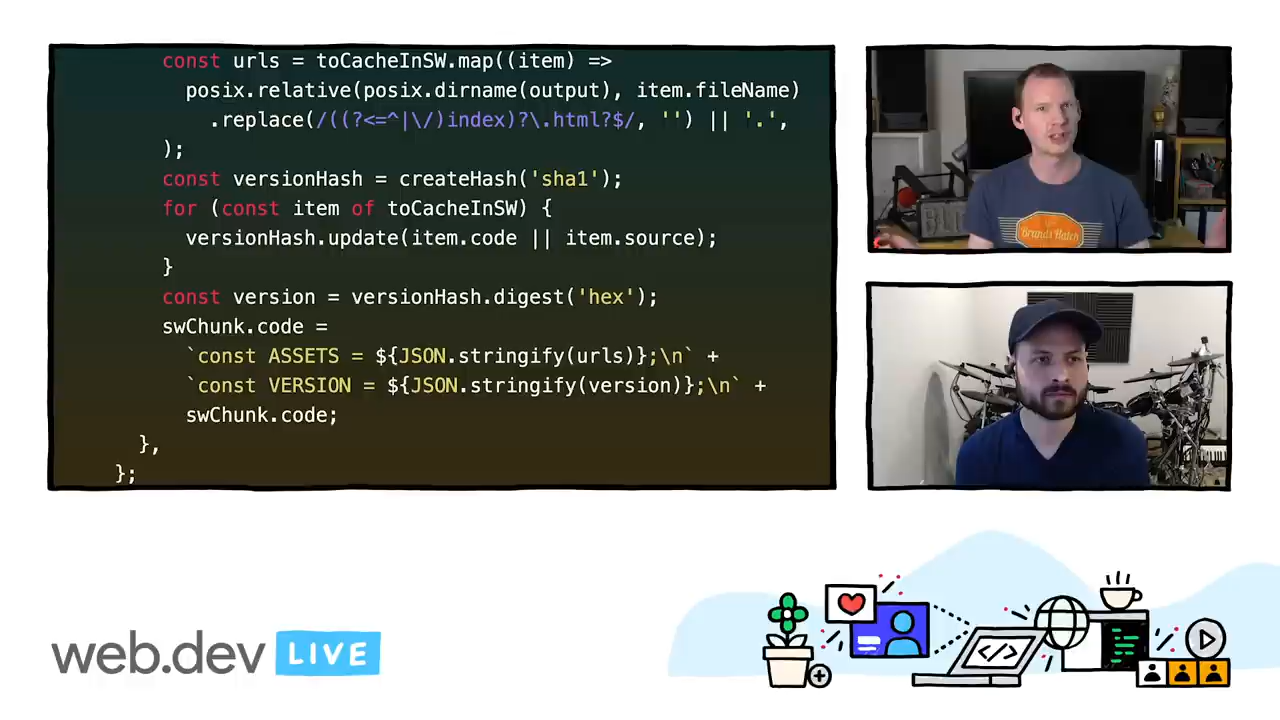 const urls = toCacheInSW.map((item) =>
posix.relative(posix.dirname(output), item.fileName)
.replace(/((?<=^|\/)index)?\.html?$/, '') || '.',
);
const versionHash = createHash('sha1');
for (const item of toCacheInSW) {
versionHash.update(item.code || item.source);
}
const version = versionHash.digest('hex');
swChunk.code =
`const ASSETS = ${JSON.stringify(urls)};\n` +
`const VERSION = ${JSON.stringify(version)};\n` +
swChunk.code;
},
};
Brands Hatch
web.dev LIVE
</>